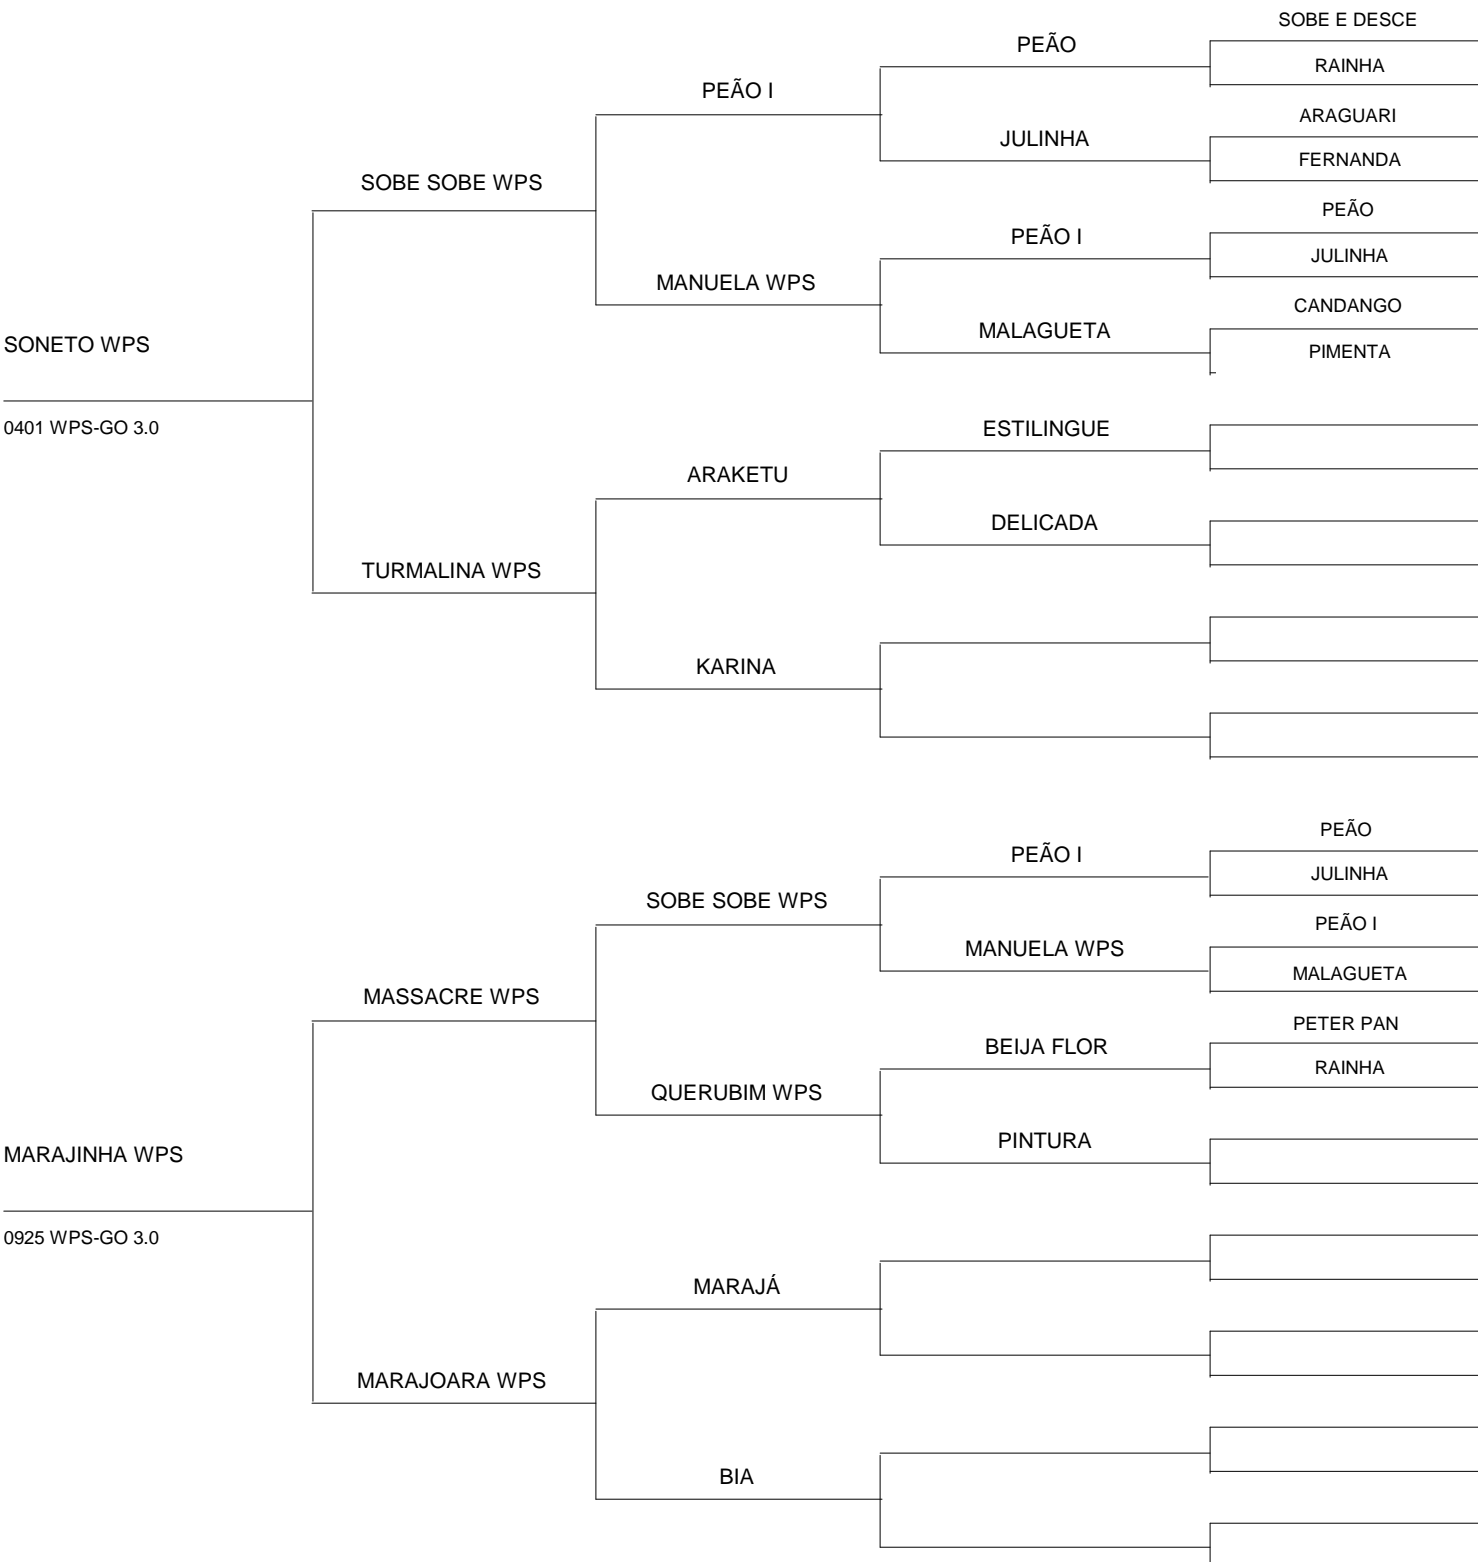 SOBE E DESCE
PEÃO
RAINHA
PEÃO I
ARAGUARI
JULINHA
FERNANDA
SOBE SOBE WPS
PEÃO
PEÃO I
JULINHA
MANUELA WPS
CANDANGO
MALAGUETA
SONETO WPS
PIMENTA
0401 WPS-GO 3.0
ESTILINGUE
ARAKETU
DELICADA
TURMALINA WPS
KARINA
PEÃO
PEÃO I
JULINHA
SOBE SOBE WPS
PEÃO I
MANUELA WPS
MALAGUETA
MASSACRE WPS
PETER PAN
BEIJA FLOR
RAINHA
QUERUBIM WPS
PINTURA
MARAJINHA WPS
0925 WPS-GO 3.0
MARAJÁ
MARAJOARA WPS
BIA